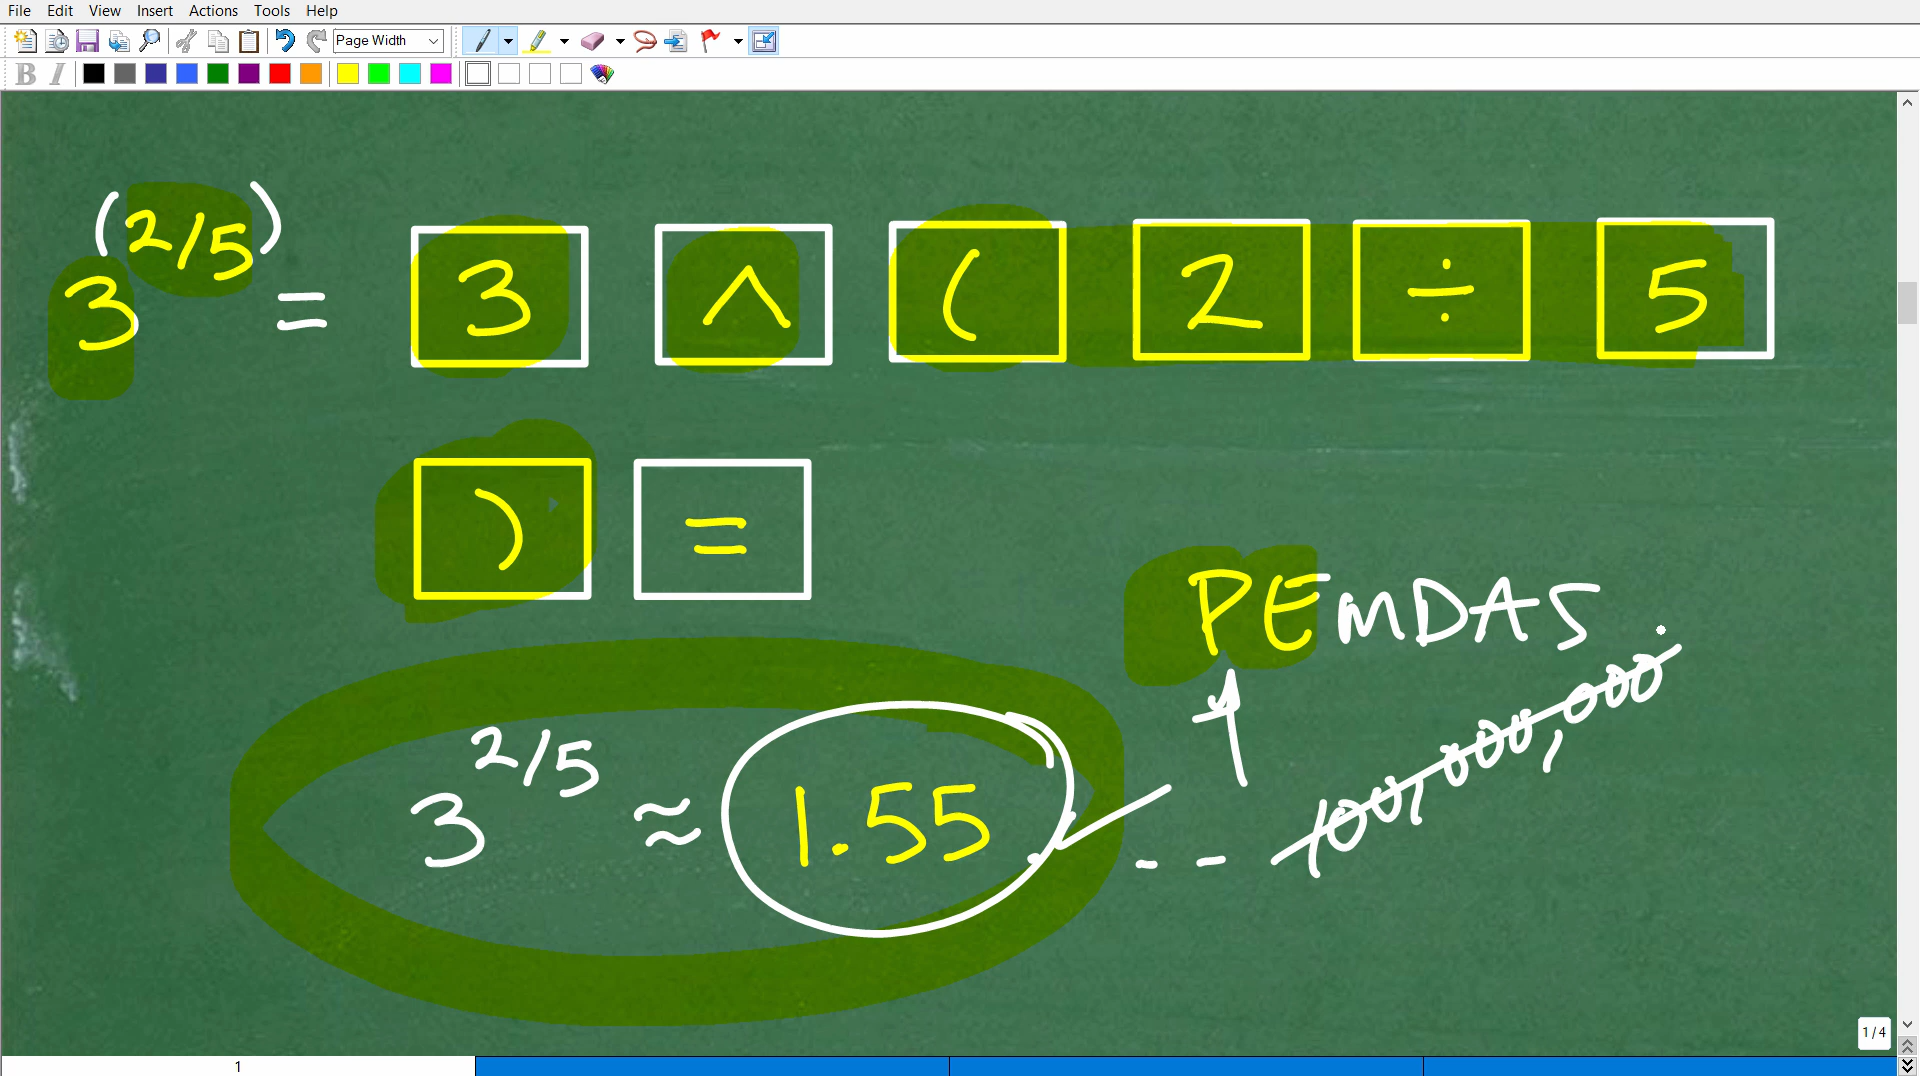 File Edit View Insert Actions Tools Help
Page Width
B I
3^(2/5) = 3 ^ ( 2 ÷ 5
) =
PEMDAS
3^2/5 ≈ 1.55 -- 100,000,000
1/4
1